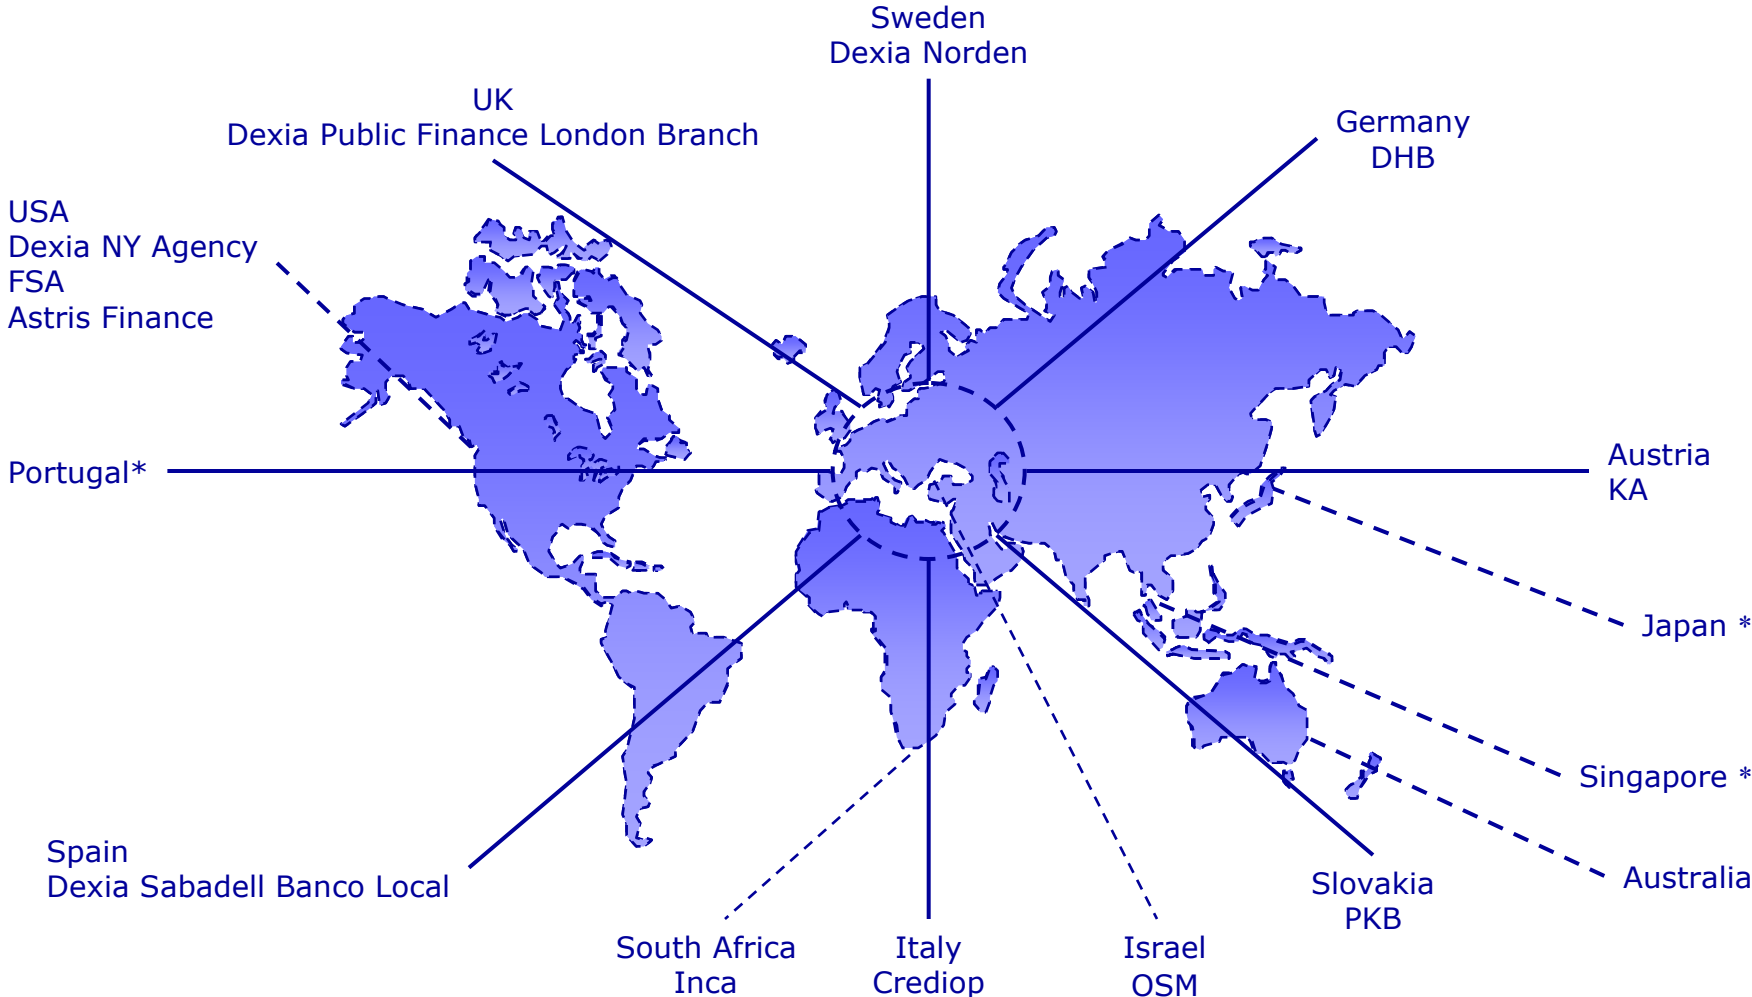 Sweden
Dexia Norden
UK
Dexia Public Finance London Branch
Germany
DHB
USA
Dexia NY Agency
FSA
Astris Finance
Portugal*
Austria
KA
Japan *
Singapore *
Australia
Slovakia
PKB
Spain
Dexia Sabadell Banco Local
South Africa
Inca
Italy
Crediop
Israel
OSM